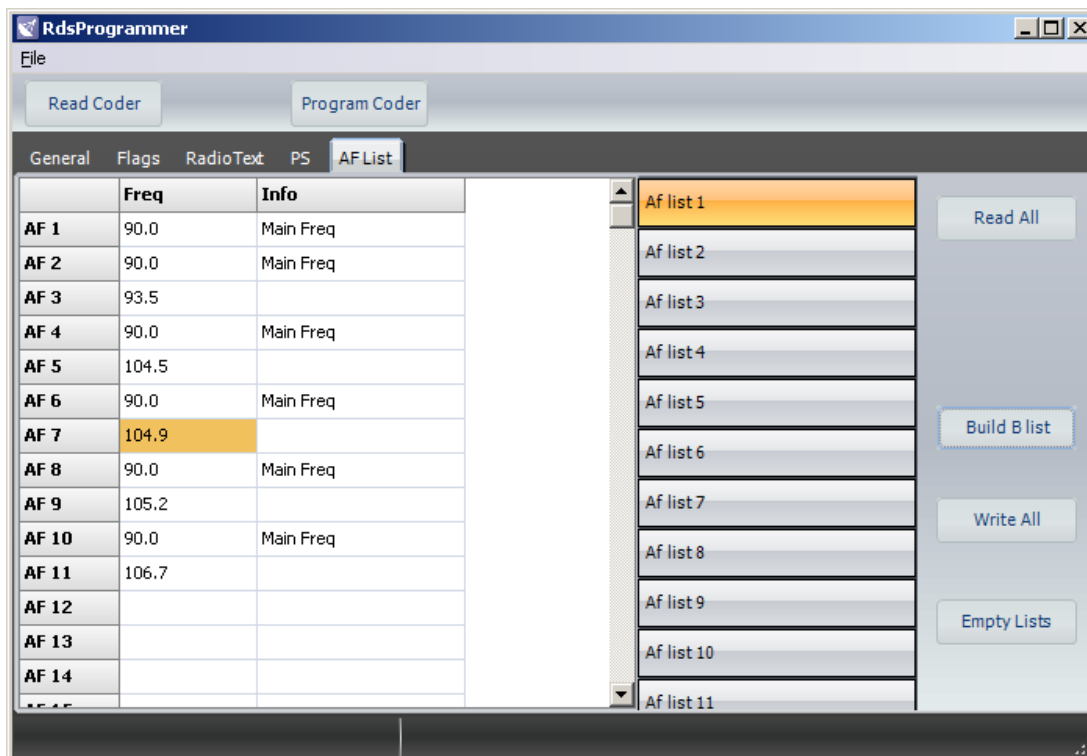 RdsProgrammer
File
Read Coder Program Coder
General Flags RadioText PS AF List
Freq Info
AF 1 90.0 Main Freq
AF 2 90.0 Main Freq
AF 3 93.5
AF 4 90.0 Main Freq
AF 5 104.5
AF 6 90.0 Main Freq
AF 7 104.9
AF 8 90.0 Main Freq
AF 9 105.2
AF 10 90.0 Main Freq
AF 11 106.7
AF 12
AF 13
AF 14
Af list 1
Af list 2
Af list 3
Af list 4
Af list 5
Af list 6
Af list 7
Af list 8
Af list 9
Af list 10
Af list 11
Read All
Build B list
Write All
Empty Lists